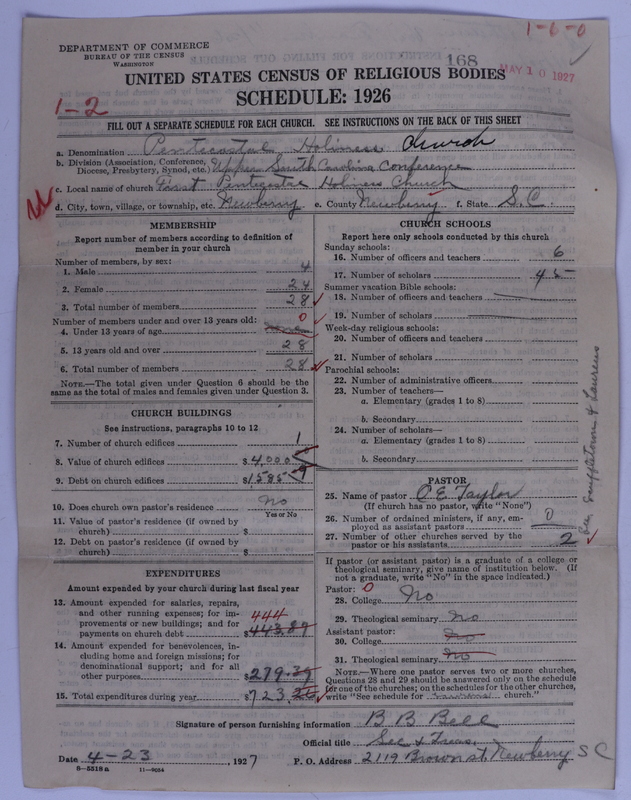 1-6-0
DEPARTMENT OF COMMERCE
BUREAU OF THE CENSUS
WASHINGTON
168
MAY 10 1927
UNITED STATES CENSUS OF RELIGIOUS BODIES
SCHEDULE: 1926
1-2
FILL OUT A SEPARATE SCHEDULE FOR EACH CHURCH. SEE INSTRUCTIONS ON THE BACK OF THIS SHEET
a. Denomination Pentecostal Holiness Church
b. Division (Association, Conference, Diocese, Presbytery, Synod, etc.) Upper South Carolina Conference
c. Local name of church First Pentecostal Holiness Church
d. City, town, village, or township, etc. Newberry e. County Newberry f. State S.C.
MEMBERSHIP
Report number of members according to definition of
member in your church
Number of members, by sex:
1. Male 4
2. Female 24
3. Total number of members 28
Number of members under and over 13 years old: 0
4. Under 13 years of age
5. 13 years old and over 28
6. Total number of members 28
NOTE.—The total given under Question 6 should be
same as the total of males and females given under Question 3.
CHURCH BUILDINGS
See instructions, paragraphs 10 to 12
7. Number of church edifices 1
8. Value of church edifices $4,000
9. Debt on church edifices $1,585
10. Does church own pastor's residence? No
Yes or No
11. Value of pastor's residence (if owned by
church) $
12. Debt on pastor's residence (if owned by
church) $
EXPENDITURES
Amount expended by your church during last fiscal year
13. Amount expended for salaries, repairs,
and other running expenses; for im-
provements or new buildings; and for 444
payments on church debt $443.89
14. Amount expended for benevolences, in-
cluding home and foreign missions; for
denominational support; and for all
other purposes $279.37
15. Total expenditures during year $723.26
CHURCH SCHOOLS
Report here only schools conducted by this church
Sunday schools:
16. Number of officers and teachers 6
17. Number of scholars 45
Summer vacation Bible schools:
18. Number of officers and teachers
19. Number of scholars
Week-day religious schools:
20. Number of officers and teachers
21. Number of scholars
Parochial schools:
22. Number of administrative officers
23. Number of teachers—
a. Elementary (grades 1 to 8)
b. Secondary
24. Number of scholars—
a. Elementary (grades 1 to 8)
b. Secondary
& Laurens
PASTOR
25. Name of pastor O.E. Taylor
(If church has no pastor, write "None")
26. Number of ordained ministers, if any, em-
ployed as assistant pastors 0
27. Number of other churches served by the
pastor or his assistants 2
If pastor (or assistant pastor) is a graduate of a college or
theological seminary, give name of institution below. (If
not a graduate, write "No" in the space indicated.)
Pastor: 0
28. College No
29. Theological seminary No
Assistant pastor:
30. College No
31. Theological seminary No
NOTE.—Where one pastor serves two or more churches,
Questions 28 and 29 should be answered only on the schedule
for one of the churches; on the schedules for the other churches,
write "See schedule for Laurens church."
Signature of person furnishing information B B Bell
Official title Sec & Treas.
Date 4-23, 1927 P. O. Address 2119 Brown st. Newberry S C
8—5518a 11—9034